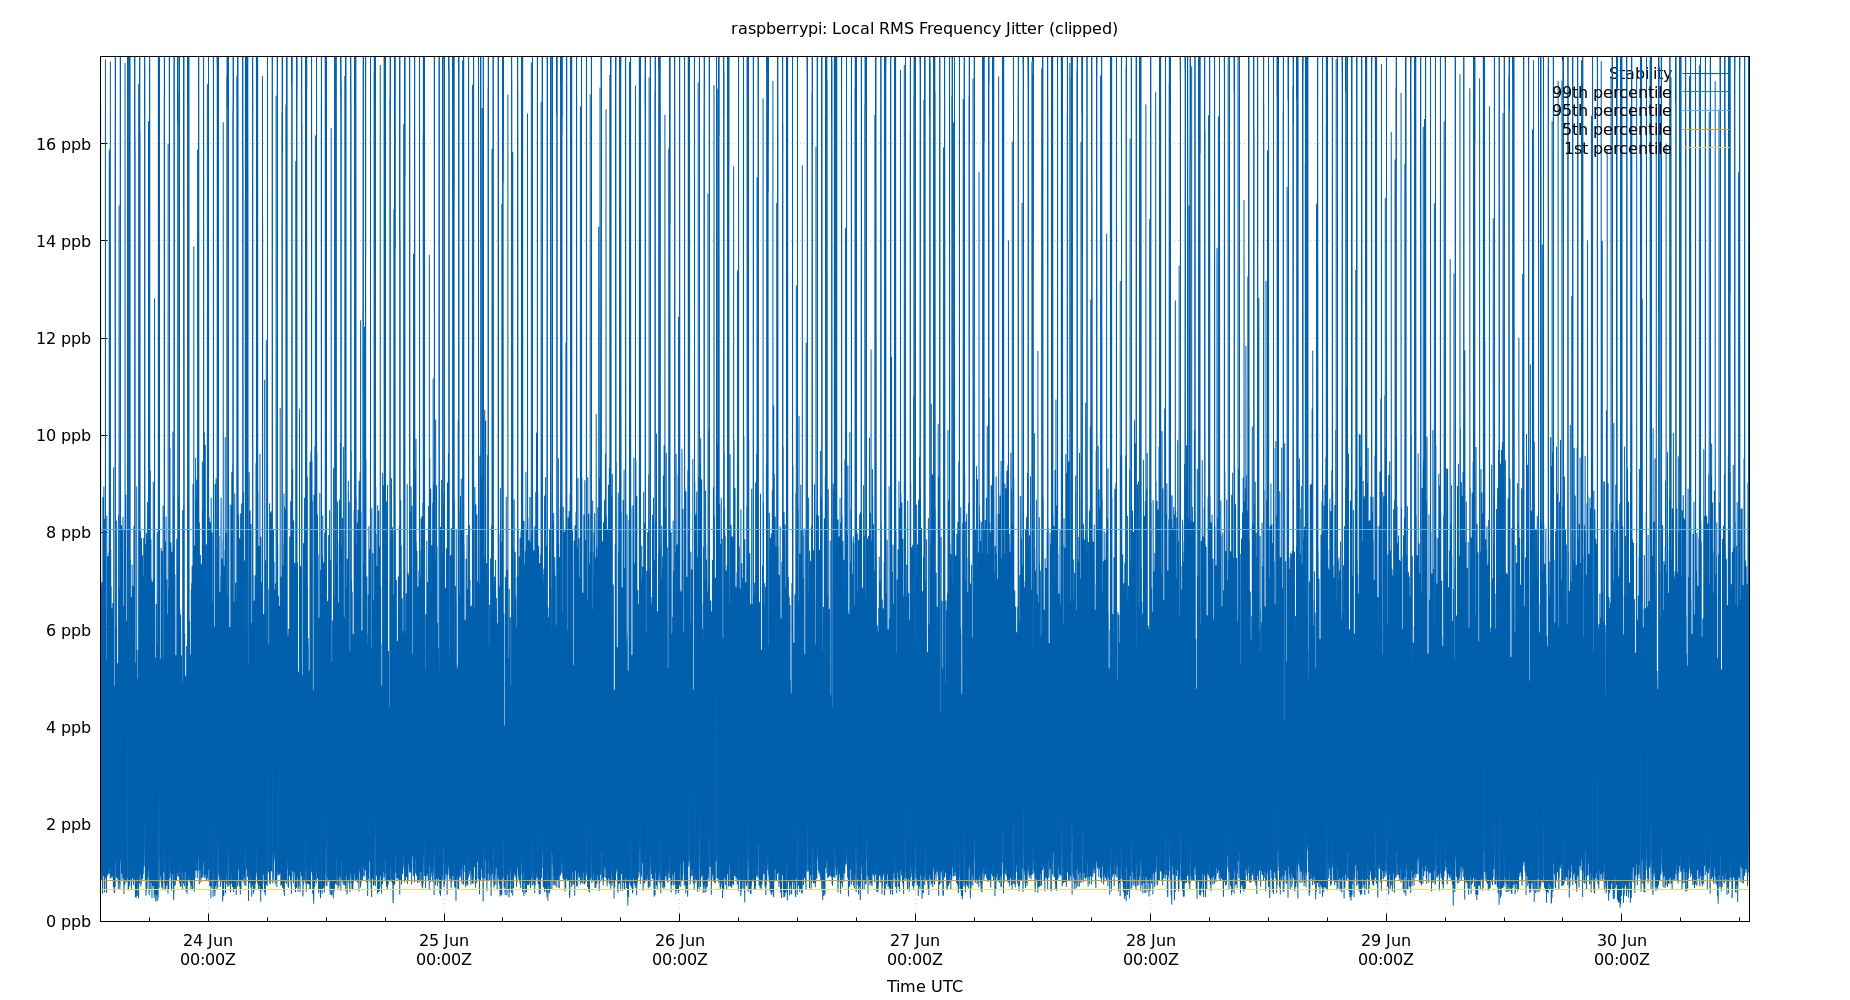 raspberrypi: Local RMS Frequency Jitter (clipped)
Stability
99th percentile
95th percentile
5th percentile
1st percentile
16 ppb
14 ppb
12 ppb
10 ppb
8 ppb
6 ppb
4 ppb
2 ppb
0 ppb
24 Jun 25 Jun 26 Jun 27 Jun 28 Jun 29 Jun 30 Jun
00:00Z 00:00Z 00:00Z 00:00Z 00:00Z 00:00Z 00:00Z
Time UTC